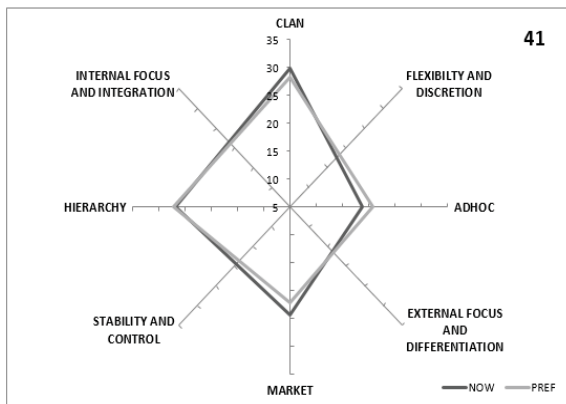 CLAN
41
35
30
25
20
15
10
5
INTERNAL FOCUS
AND INTEGRATION
FLEXIBILTY AND
DISCRETION
HIERARCHY
ADHOC
STABILITY AND
CONTROL
EXTERNAL FOCUS
AND
DIFFERENTIATION
MARKET
NOW
PREF